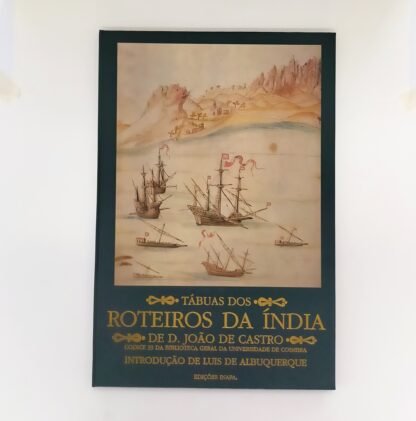 TÁBUAS DOS
ROTEIROS DA ÍNDIA
DE D. JOÃO DE CASTRO
CODICE 33 DA BIBLIOTECA GERAL DA UNIVERSIDADE DE COIMBRA
INTRODUÇÃO DE LUIS DE ALBUQUERQUE
EDIÇÕES INAPA.